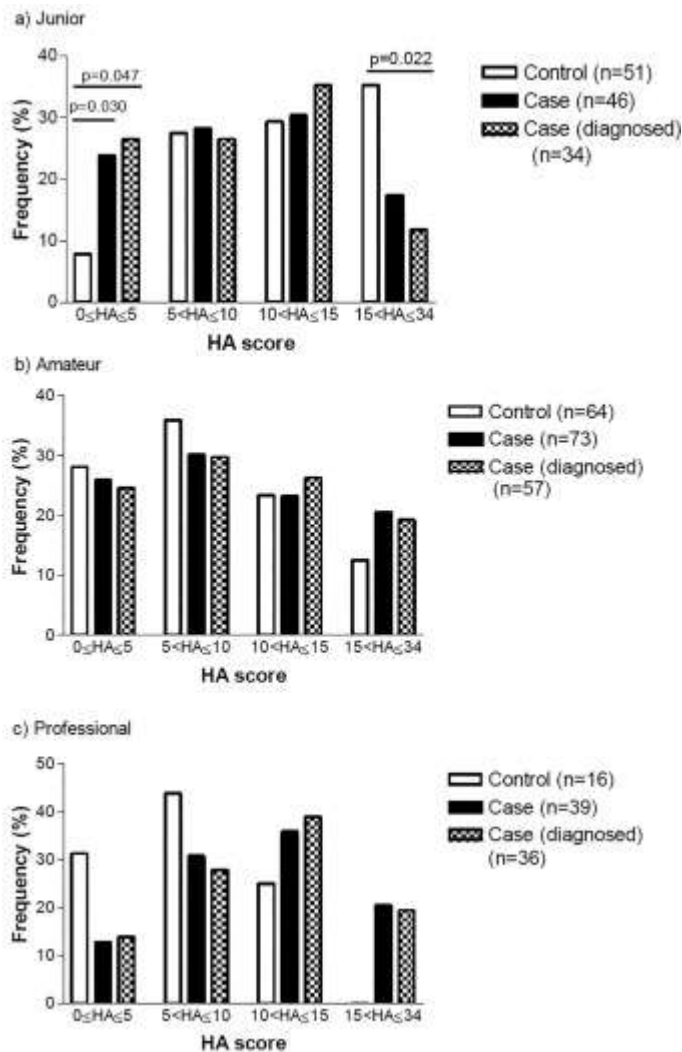 a) Junior
40
p=0.047
p=0.022
p=0.030
30
20
10
0
Frequency (%)
0≤HA≤5 5<HA≤10 10<HA≤15 15<HA≤34
HA score
Control (n=51)
Case (n=46)
Case (diagnosed)
(n=34)
b) Amateur
40
30
20
10
0
Frequency (%)
0≤HA≤5 5<HA≤10 10<HA≤15 15<HA≤34
HA score
Control (n=64)
Case (n=73)
Case (diagnosed)
(n=57)
c) Professional
50
40
30
20
10
0
Frequency (%)
0≤HA≤5 5<HA≤10 10<HA≤15 15<HA≤34
HA score
Control (n=16)
Case (n=39)
Case (diagnosed)
(n=36)